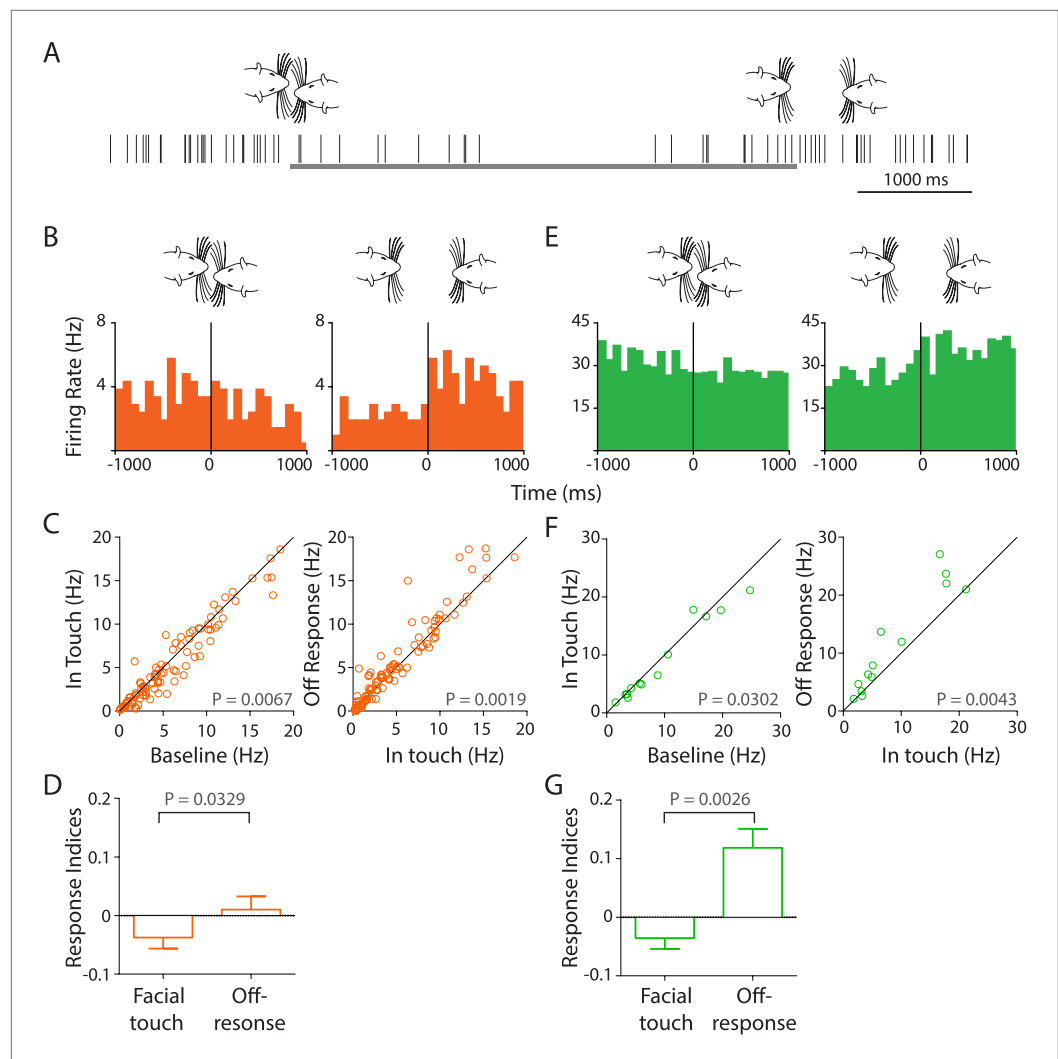 A
1000 ms
B
E
Firing Rate (Hz)
8
4
8
4
45
30
15
45
30
15
-1000 0 1000
-1000 0 1000
-1000 0 1000
-1000 0 1000
Time (ms)
C
F
In Touch (Hz)
20
15
10
5
0
P = 0.0067
0 5 10 15 20
Baseline (Hz)
Off Response (Hz)
20
15
10
5
0
P = 0.0019
0 5 10 15 20
In touch (Hz)
In Touch (Hz)
30
20
10
0
P = 0.0302
0 10 20 30
Baseline (Hz)
Off Response (Hz)
30
20
10
0
P = 0.0043
0 10 20 30
In touch (Hz)
D
Response Indices
0.2
0.1
0
-0.1
P = 0.0329
Facial
touch
Off-
resonse
G
Response Indices
0.2
0.1
0
-0.1
P = 0.0026
Facial
touch
Off-
response